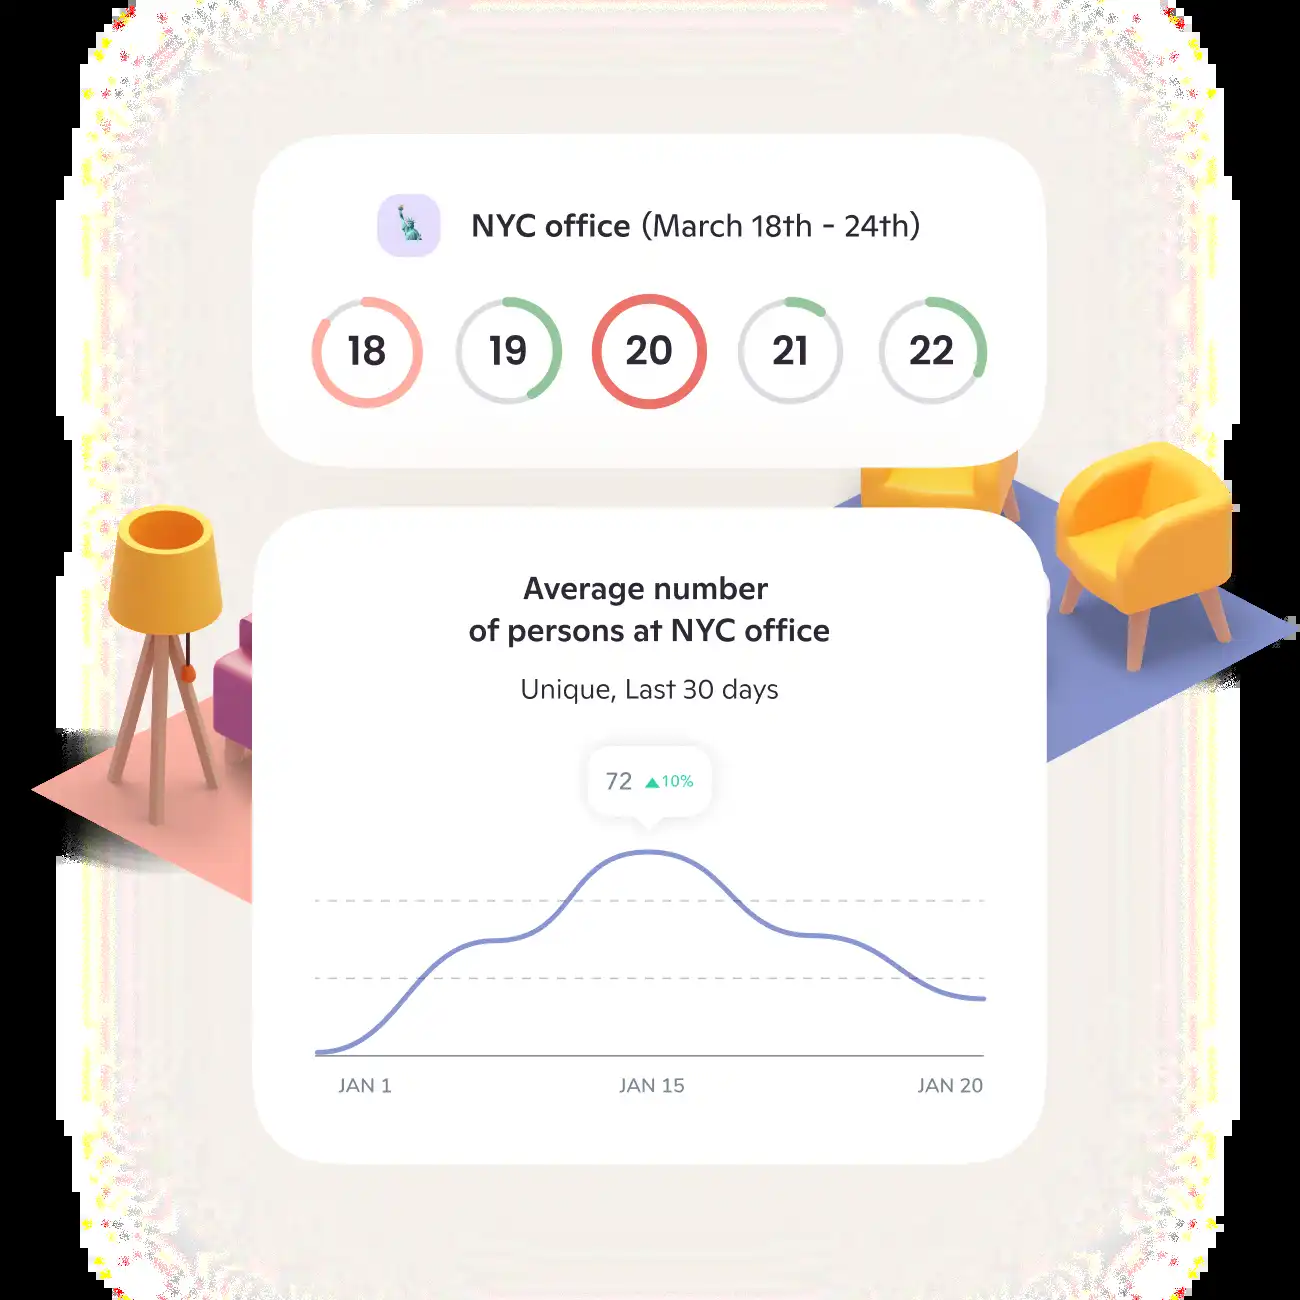 NYC office (March 18th - 24th)
18 19 20 21 22
Average number
of persons at NYC office
Unique, Last 30 days
72 ▲10%
JAN 1 JAN 15 JAN 20